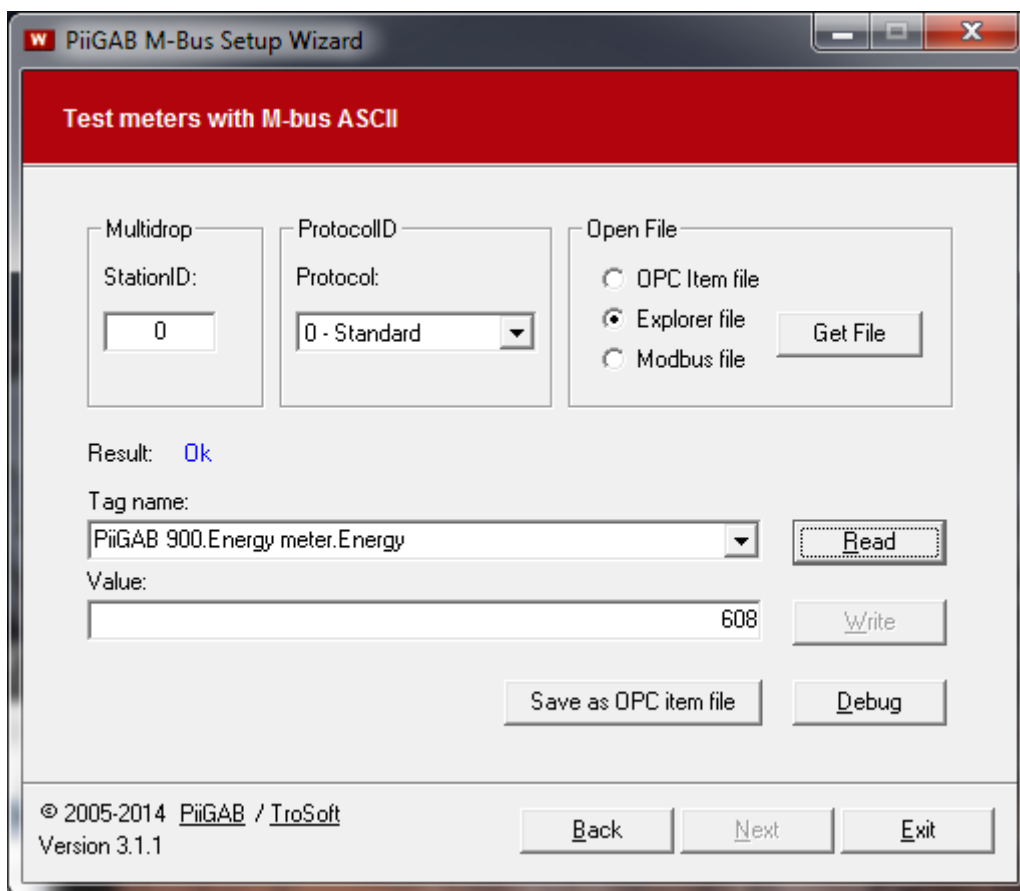 W PiiGAB M-Bus Setup Wizard
Test meters with M-bus ASCII
Multidrop
StationID:
0
ProtocolID
Protocol:
0 - Standard
Open File
OPC Item file
Explorer file
Modbus file
Get File
Result: Ok
Tag name:
PiiGAB 900.Energy meter.Energy
Read
Value:
608
Write
Save as OPC item file
Debug
© 2005-2014 PiiGAB / TroSoft
Version 3.1.1
Back
Next
Exit